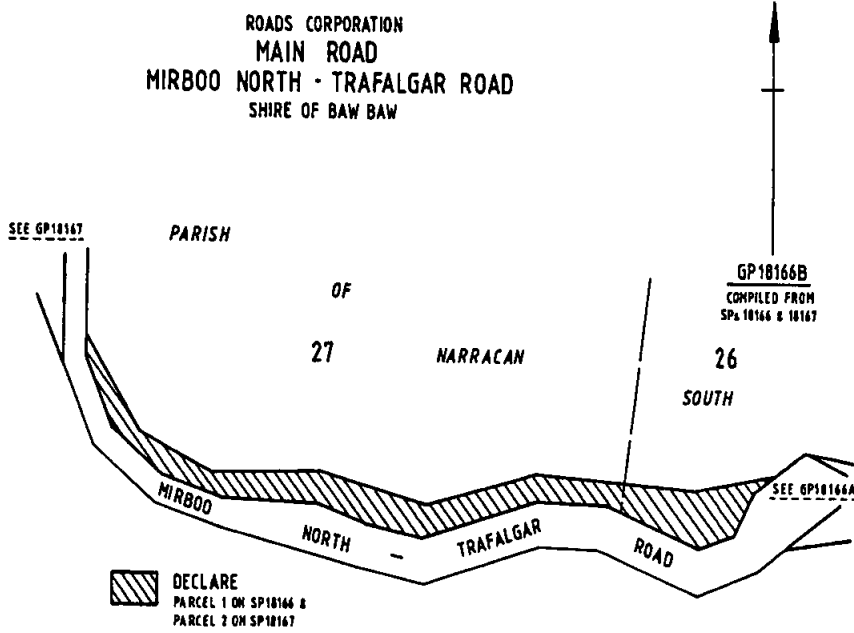 ROADS CORPORATION
MAIN ROAD
MIRBOO NORTH - TRAFALGAR ROAD
SHIRE OF BAW BAW
SEE GP18167
PARISH
OF
27
NARRACAN
GP18166B
COMPILED FROM
SPs 18166 & 18167
26
SOUTH
SEE GP18166A
MIRBOO
NORTH - TRAFALGAR
ROAD
DECLARE
PARCEL 1 ON SP18166 &
PARCEL 2 ON SP18167